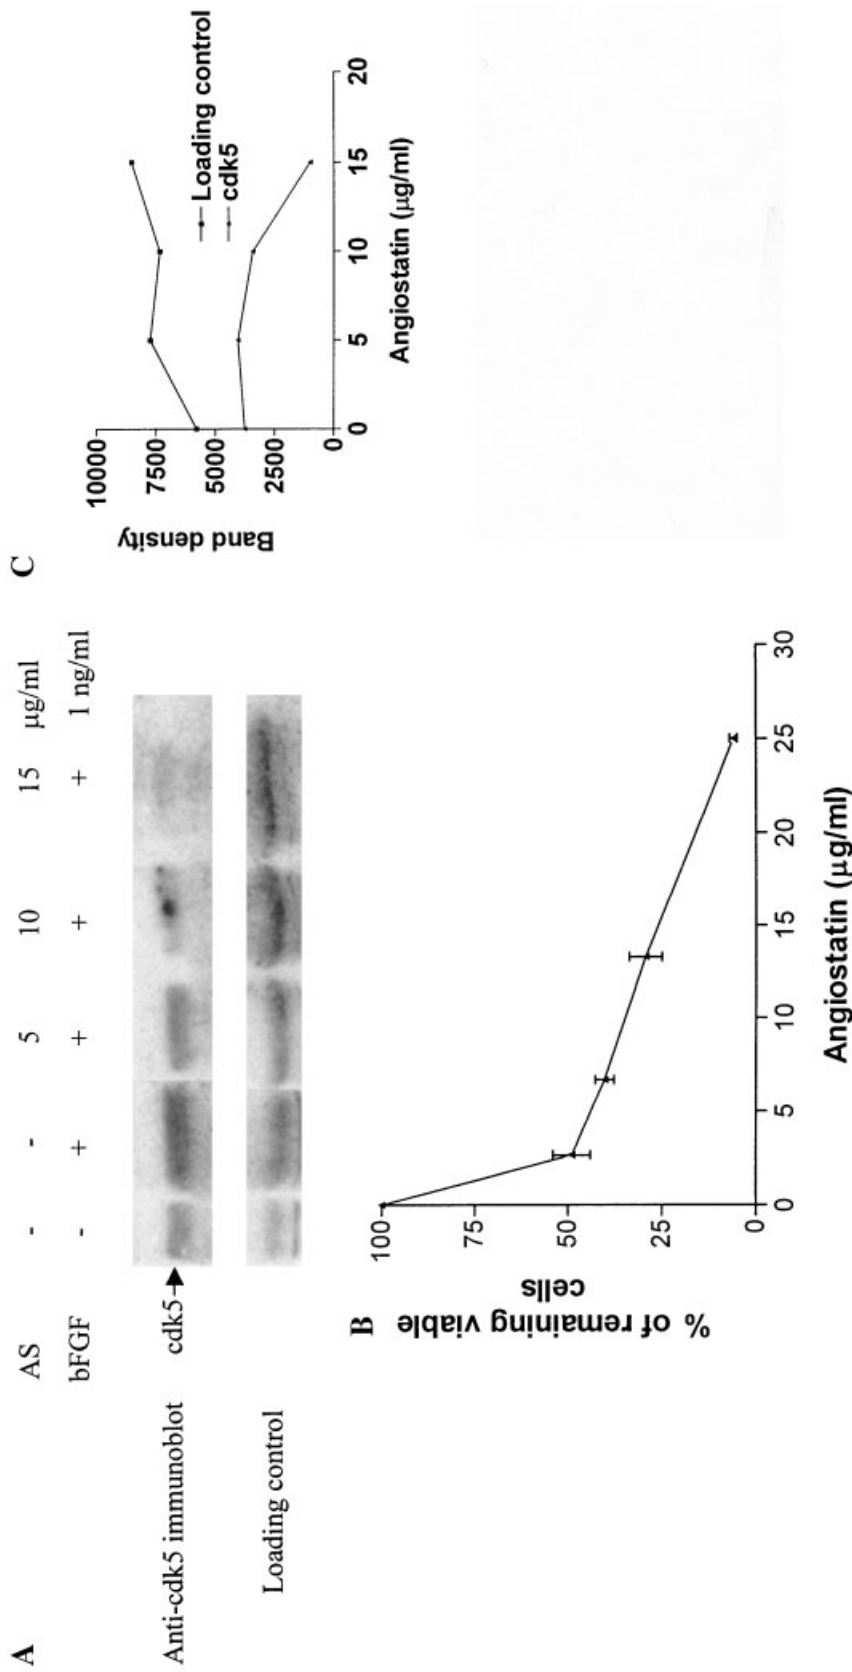 A
AS - - 5 10 15 µg/ml
bFGF - + + + + 1 ng/ml
Anti-cdk5 immunoblot cdk5
Loading control
B
% of remaining viable
cells
100
75
50
25
0
0 5 10 15 20 25 30
Angiostatin (µg/ml)
C
Band density
10000
7500
5000
2500
0
0 5 10 15 20
Angiostatin (µg/ml)
Loading control
cdk5